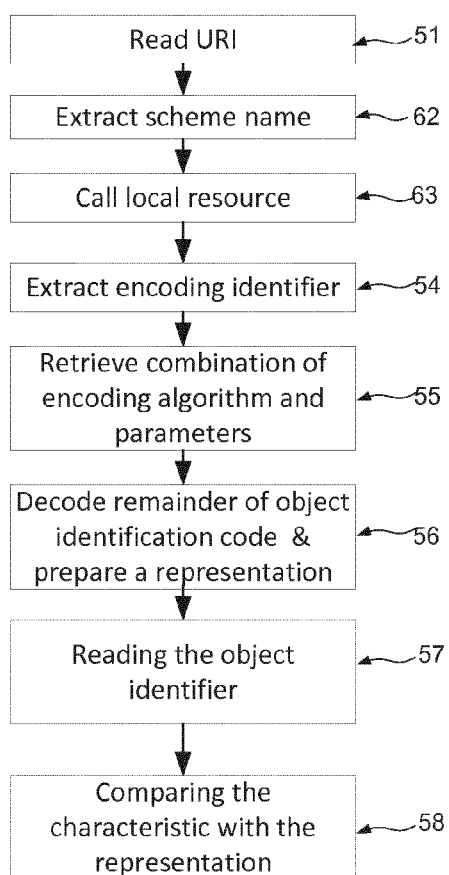 Read URI
51
Extract scheme name
62
Call local resource
63
Extract encoding identifier
54
Retrieve combination of
encoding algorithm and
parameters
55
Decode remainder of object
identification code &
prepare a representation
56
Reading the object
identifier
57
Comparing the
characteristic with the
representation
58